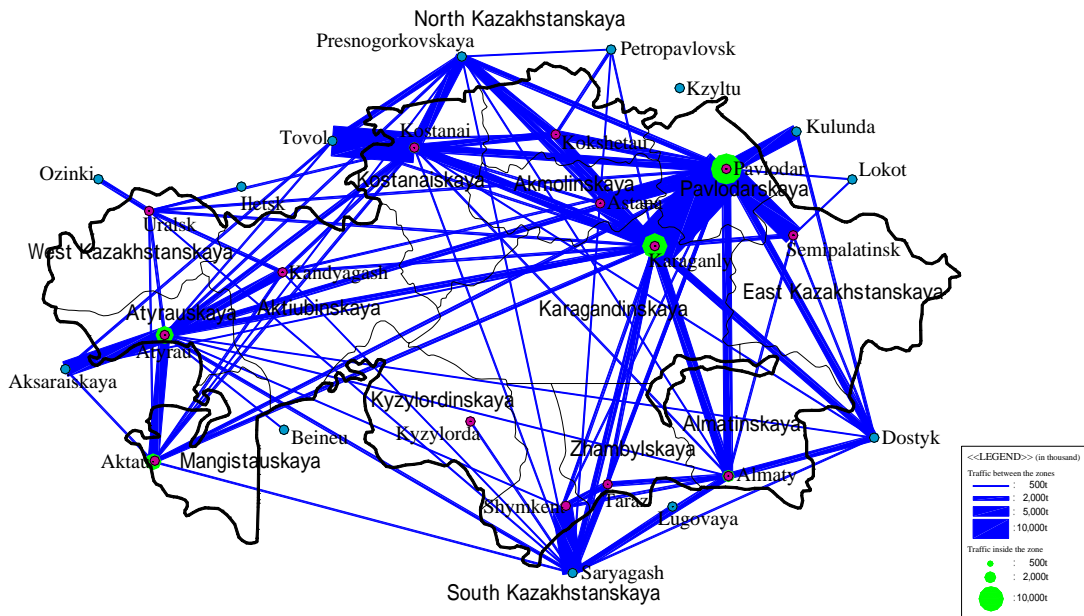 North Kazakhstanskaya
Presnogorkovskaya
Petropavlovsk
Kzyltu
Tovol
Kostanai
Kokshetau
Kulunda
Ozinki
Iletsk
Kostanaiskaya
Akmolinskaya
Pavlodar
Pavlodarskaya
Lokot
Uralsk
Astana
West Kazakhstanskaya
Karaganly
Semipalatinsk
Kandyagash
Atyrauskaya
Aktiubinskaya
Karagandinskaya
East Kazakhstanskaya
Atyrau
Aksaraiskaya
Kyzylordinskaya
Kyzylorda
Almatinskaya
Beineu
Dostyk
Aktau
Mangistauskaya
Zhamoylskaya
Almaty
Shymkent
Taraz
Lugovaya
Saryagash
South Kazakhstanskaya
<<LEGEND>> (in thousand)
Traffic between the zones
: 500t
: 2,000t
: 5,000t
: 10,000t
Traffic inside the zone
: 500t
: 2,000t
: 10,000t